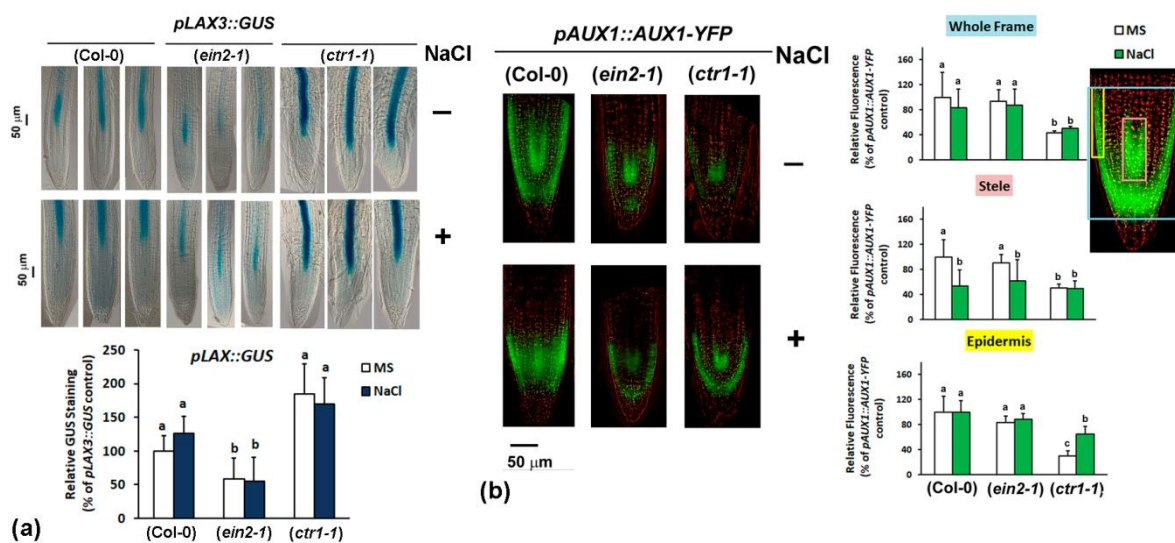 pLAX3::GUS
(Col-0) (ein2-1) (ctr1-1) NaCl
50 μm
−
50 μm
+
pLAX::GUS
Relative GUS Staining
(% of pLAX3::GUS control)
250
200
150
100
50
0
a a b b a a
MS
NaCl
(Col-0) (ein2-1) (ctr1-1)
(a)
pAUX1::AUX1-YFP NaCl
(Col-0) (ein2-1) (ctr1-1)
−
+
50 μm
(b)
Whole Frame
MS
NaCl
Relative Fluorescence
(% of pAUX1::AUX1-YFP
control)
160
120
80
40
0
a a a a b b
Stele
Relative Fluorescence
(% of pAUX1::AUX1-YFP
control)
160
120
80
40
0
a b a b b b
Epidermis
Relative Fluorescence
(% of pAUX1::AUX1-YFP
control)
160
120
80
40
0
a a a a c b
(Col-0) (ein2-1) (ctr1-1)